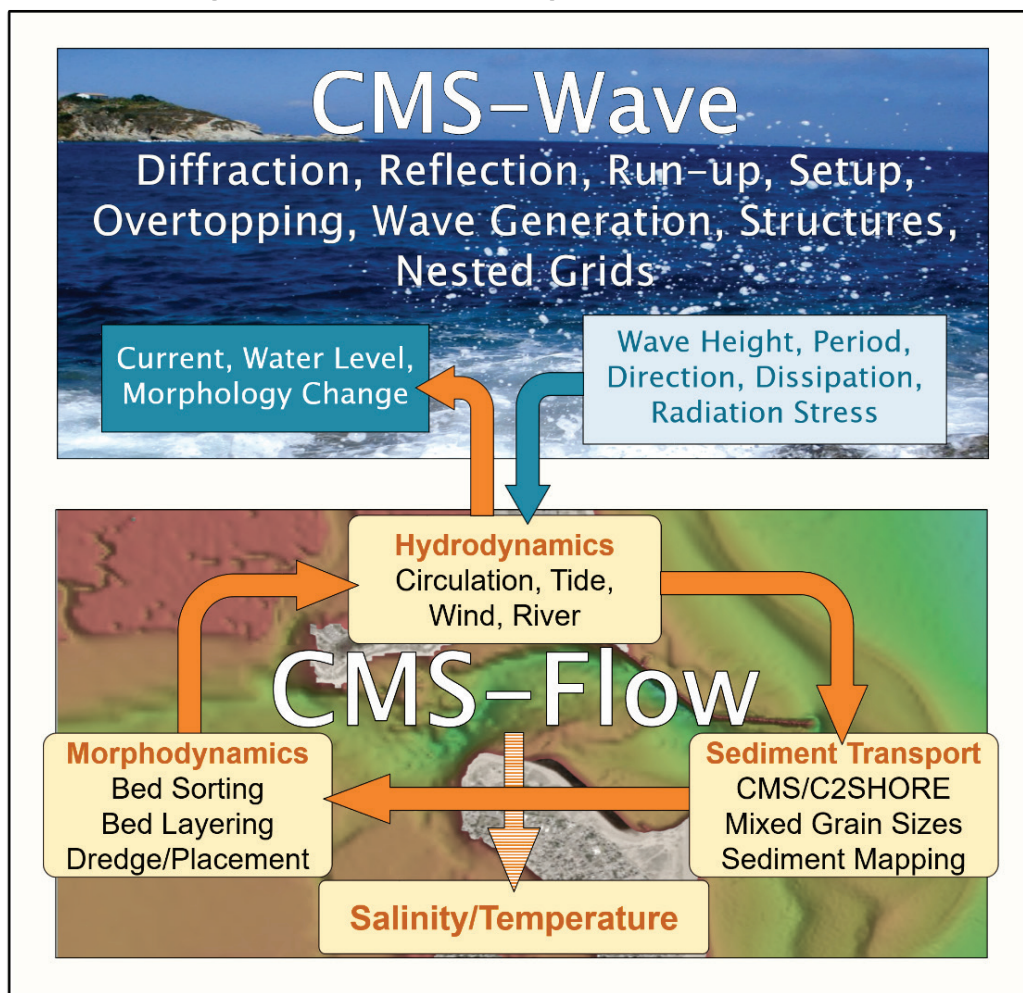 CMS-Wave
Diffraction, Reflection, Run-up, Setup,
Overtopping, Wave Generation, Structures,
Nested Grids
Current, Water Level,
Morphology Change
Wave Height, Period,
Direction, Dissipation,
Radiation Stress
Hydrodynamics
Circulation, Tide,
Wind, River
CMS-Flow
Morphodynamics
Bed Sorting
Bed Layering
Dredge/Placement
Sediment Transport
CMS/C2SHORE
Mixed Grain Sizes
Sediment Mapping
Salinity/Temperature